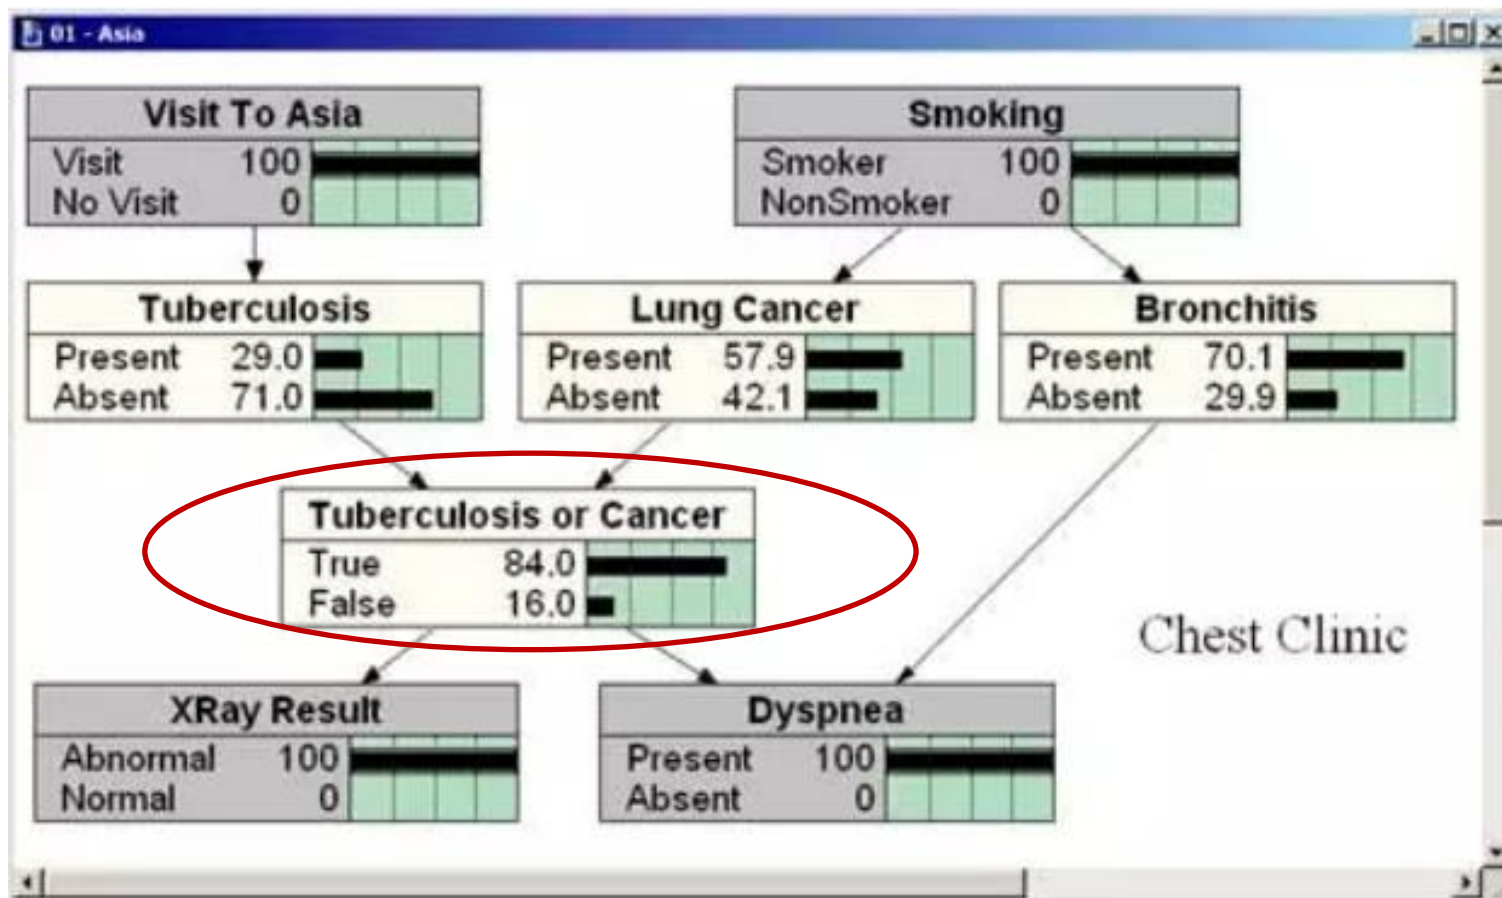 01 - Asia
Visit To Asia
Visit 100
No Visit 0
Smoking
Smoker 100
NonSmoker 0
Tuberculosis
Present 29.0
Absent 71.0
Lung Cancer
Present 57.9
Absent 42.1
Bronchitis
Present 70.1
Absent 29.9
Tuberculosis or Cancer
True 84.0
False 16.0
Chest Clinic
XRay Result
Abnormal 100
Normal 0
Dyspnea
Present 100
Absent 0